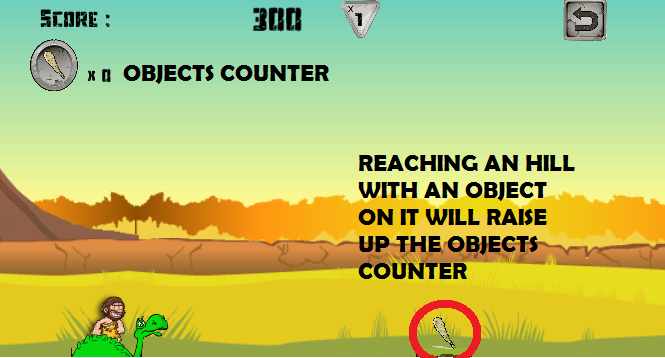 SCORE : 300 x 1
x 0 OBJECTS COUNTER
REACHING AN HILL
WITH AN OBJECT
ON IT WILL RAISE
UP THE OBJECTS
COUNTER